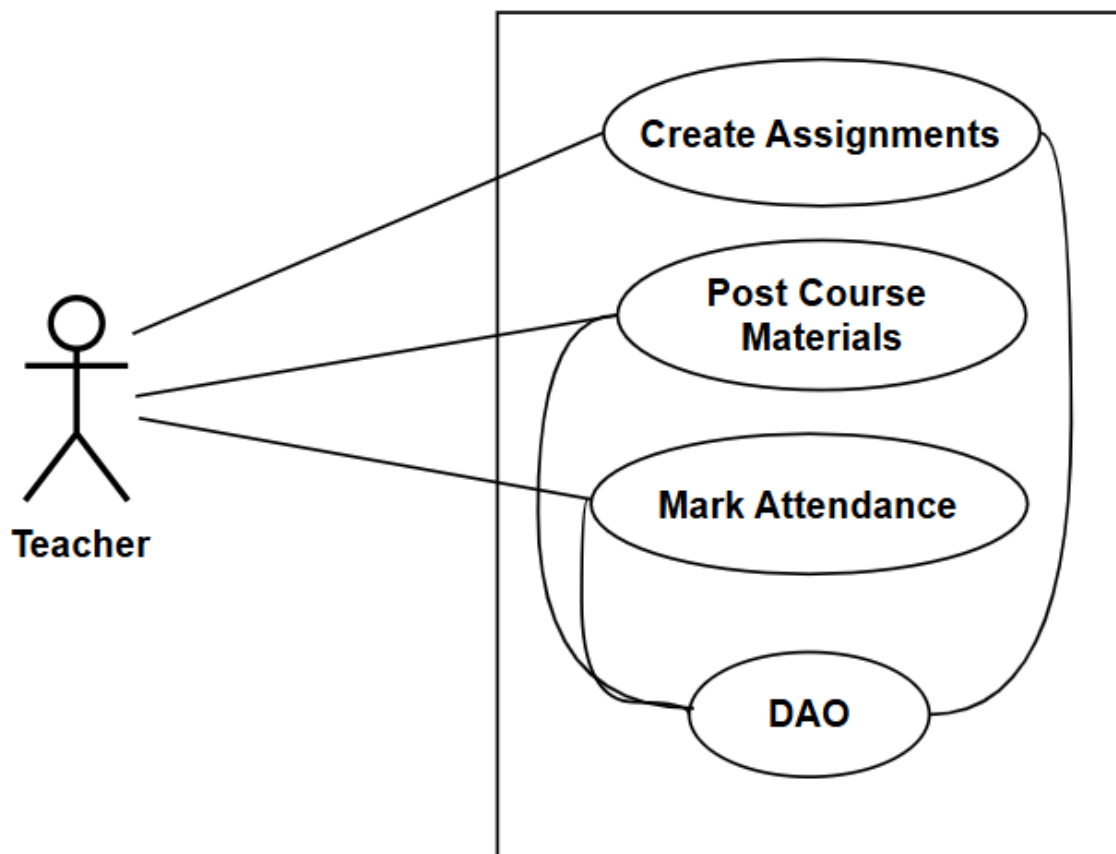 Create Assignments
Post Course
Materials
Mark Attendance
Teacher
DAO